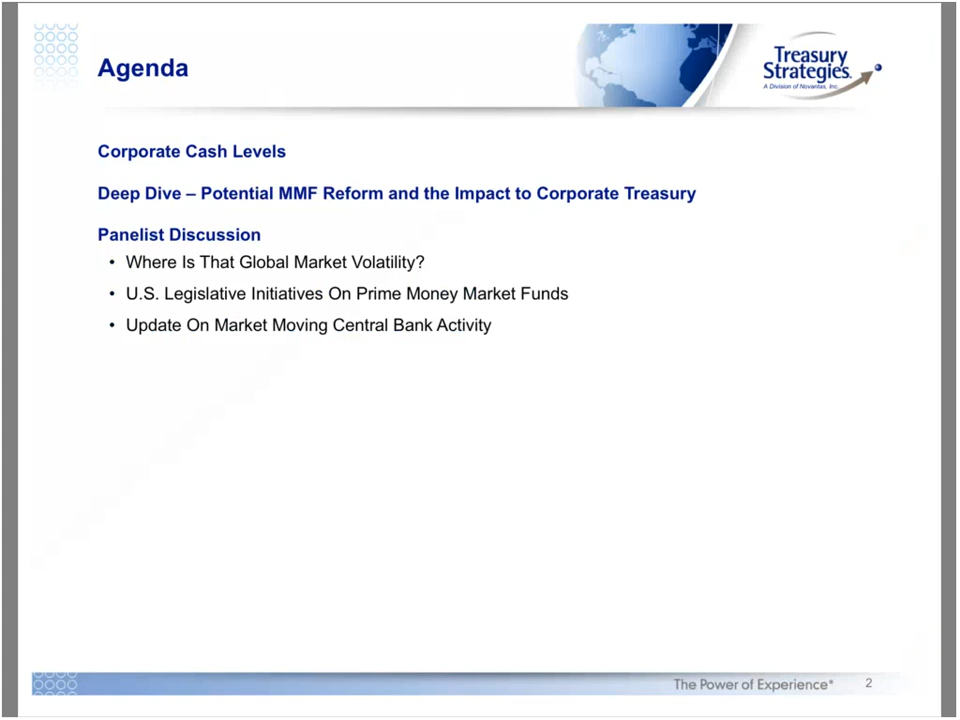 Agenda
Treasury
Strategies.
A Division of Novantas, Inc.
Corporate Cash Levels
Deep Dive – Potential MMF Reform and the Impact to Corporate Treasury
Panelist Discussion
• Where Is That Global Market Volatility?
• U.S. Legislative Initiatives On Prime Money Market Funds
• Update On Market Moving Central Bank Activity
The Power of Experience®
2